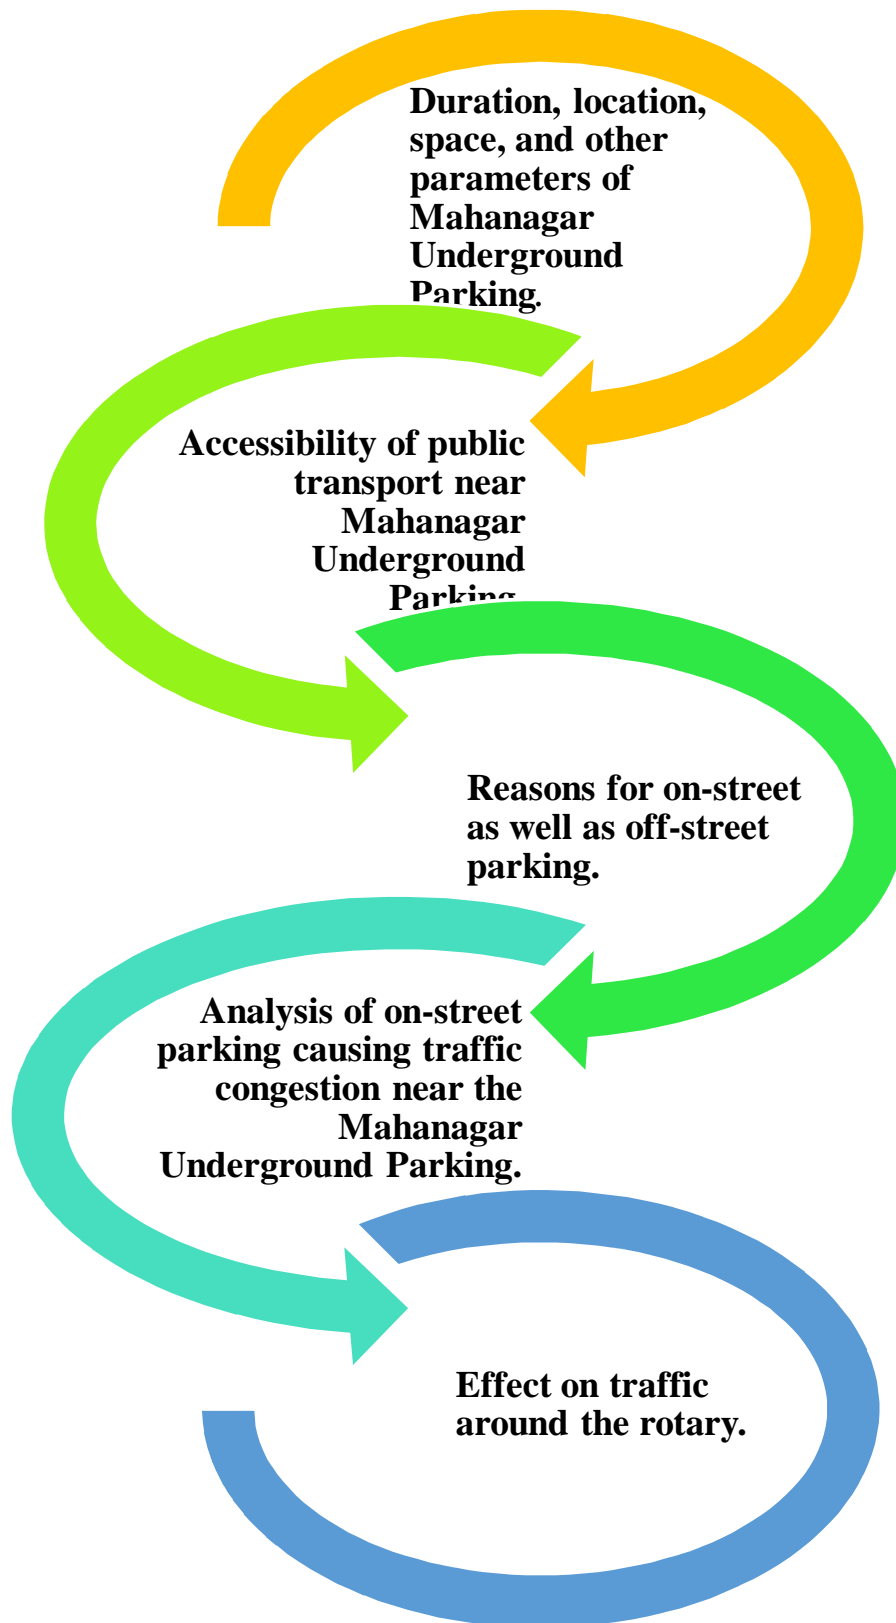 Duration, location,
space, and other
parameters of
Mahanagar
Underground
Parking.
Accessibility of public
transport near
Mahanagar
Underground
Parking.
Reasons for on-street
as well as off-street
parking.
Analysis of on-street
parking causing traffic
congestion near the
Mahanagar
Underground Parking.
Effect on traffic
around the rotary.